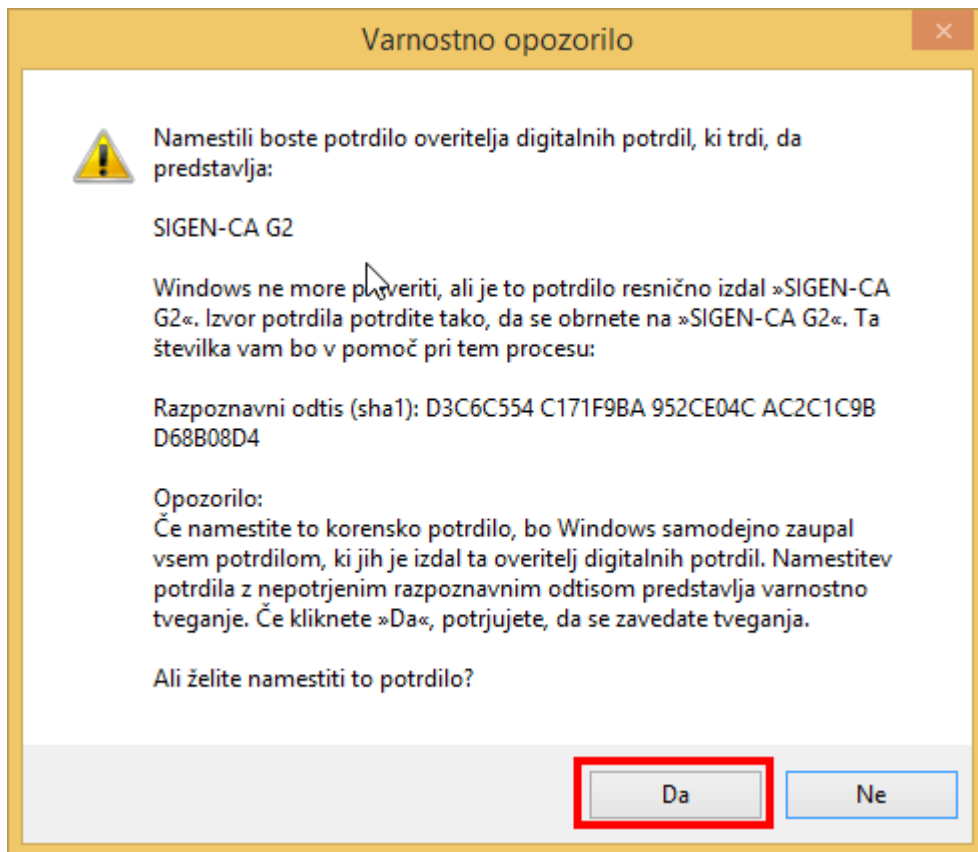 Varnostno opozorilo
Namestili boste potrdilo overitelja digitalnih potrdil, ki trdi, da
predstavlja:
SIGEN-CA G2
Windows ne more preveriti, ali je to potrdilo resnično izdal »SIGEN-CA
G2«. Izvor potrdila potrdite tako, da se obrnete na »SIGEN-CA G2«. Ta
številka vam bo v pomoč pri tem procesu:
Razpoznavni odtis (sha1): D3C6C554 C171F9BA 952CE04C AC2C1C9B
D68B08D4
Opozorilo:
Če namestite to korensko potrdilo, bo Windows samodejno zaupal
vsem potrdilom, ki jih je izdal ta overitelj digitalnih potrdil. Namestitev
potrdila z nepotrjenim razpoznavnim odtisom predstavlja varnostno
tveganje. Če kliknete »Da«, potrjujete, da se zavedate tveganja.
Ali želite namestiti to potrdilo?
Da
Ne